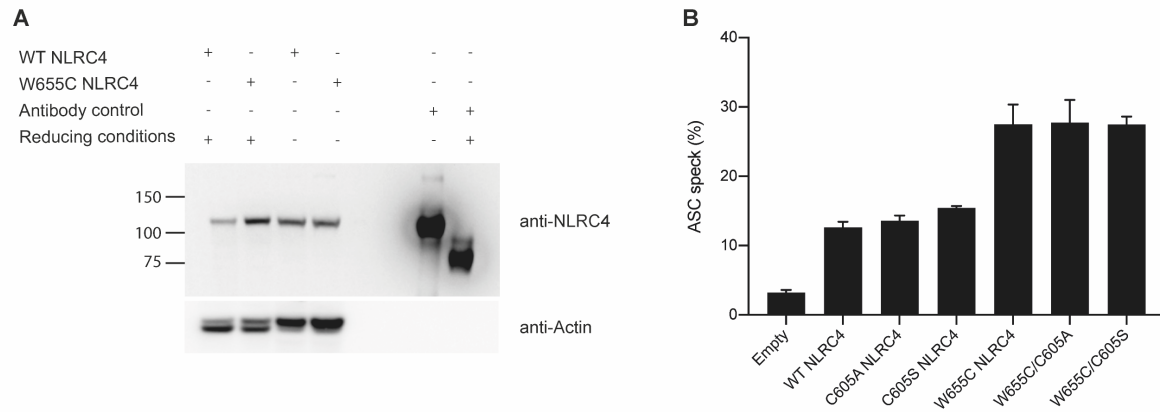 A
WT NLRC4 + - + - - -
W655C NLRC4 - + - + - -
Antibody control - - - - + +
Reducing conditions + + - - - +
150
100
75
anti-NLRC4
anti-Actin
B
ASC speck (%)
40
30
20
10
0
Empty
WT NLRC4
C605A NLRC4
C605S NLRC4
W655C NLRC4
W655C/C605A
W655C/C605S